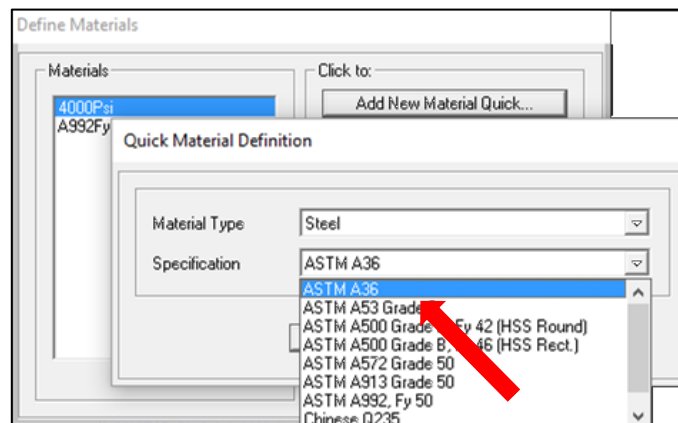 Define Materials
Materials
Click to:
4000Psi
Add New Material Quick...
A992Fy
Quick Material Definition
Material Type
Steel
Specification
ASTM A36
ASTM A36
ASTM A53 Grade
ASTM A500 Grade Fy 42 (HSS Round)
ASTM A500 Grade B, 46 (HSS Rect.)
ASTM A572 Grade 50
ASTM A913 Grade 50
ASTM A992, Fy 50
Chinese Q235